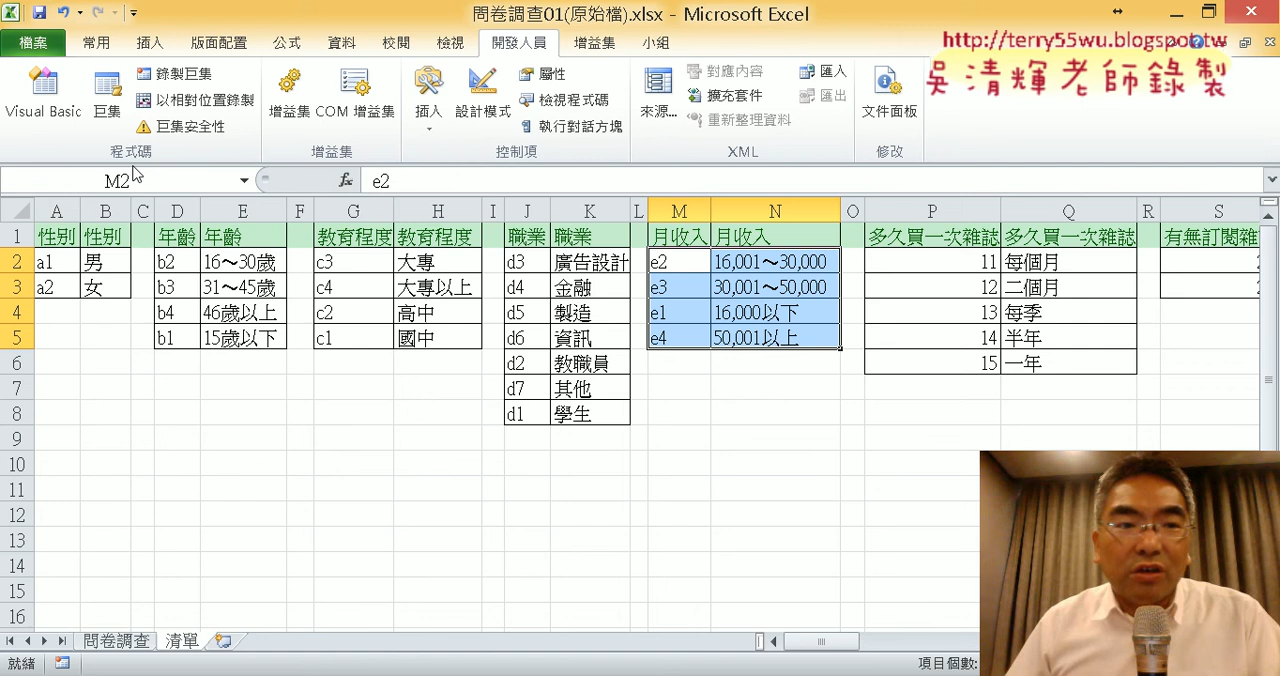 問卷調查01(原始檔).xlsx - Microsoft Excel
http://terry55wu.blogspot.tw
吳清輝老師錄製
檔案 常用 插入 版面配置 公式 資料 校閱 檢視 開發人員 增益集 小組
Visual Basic 巨集 錄製巨集 以相對位置錄製 巨集安全性 增益集 COM 增益集 插入 設計模式 屬性 檢視程式碼 執行對話方塊 來源... 對應內容 擴充套件 重新整理資料 匯入 匯出 文件面板
程式碼 增益集 控制項 XML 修改
M2 fx e2
A B C D E F G H I J K L M N O P Q R S
1 性別 性別 年齡 年齡 教育程度 教育程度 職業 職業 月收入 月收入 多久買一次雜誌 多久買一次雜誌 有無訂閱雜
2 a1 男 b2 16～30歲 c3 大專 d3 廣告設計 e2 16,001～30,000 11 每個月
3 a2 女 b3 31～45歲 c4 大專以上 d4 金融 e3 30,001～50,000 12 二個月
4 b4 46歲以上 c2 高中 d5 製造 e1 16,000以下 13 每季
5 b1 15歲以下 c1 國中 d6 資訊 e4 50,001以上 14 半年
6 d2 教職員 15 一年
7 d7 其他
8 d1 學生
9
10
11
12
13
14
15
16
問卷調查 清單
就緒 項目個數: